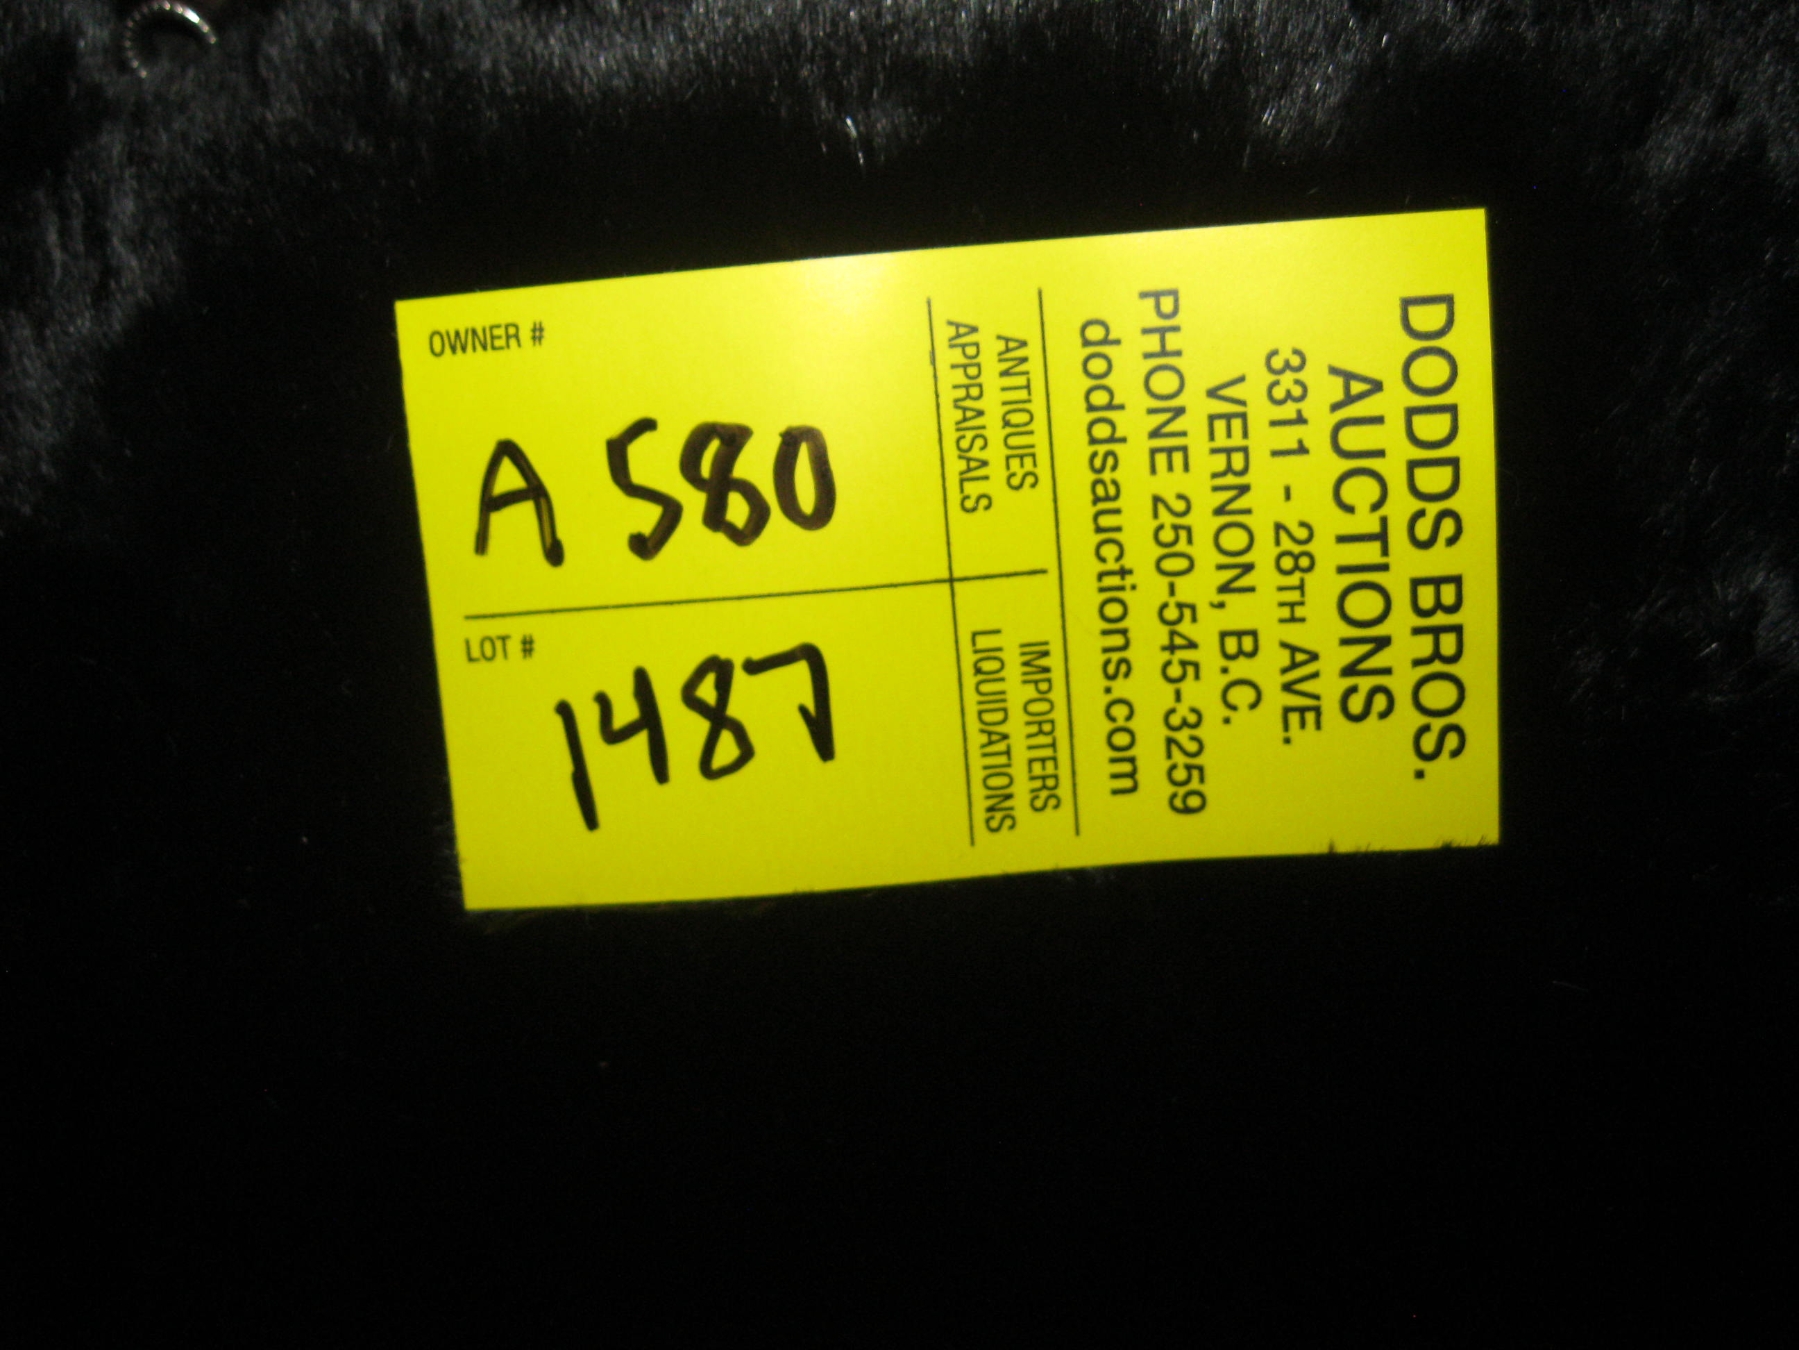 DODDS BROS.
AUCTIONS
3311 - 28TH AVE.
VERNON, B.C.
PHONE 250-545-3259
doddsauctions.com
ANTIQUES
APPRAISALS
IMPORTERS
LIQUIDATIONS
OWNER #
A 580
LOT #
1487